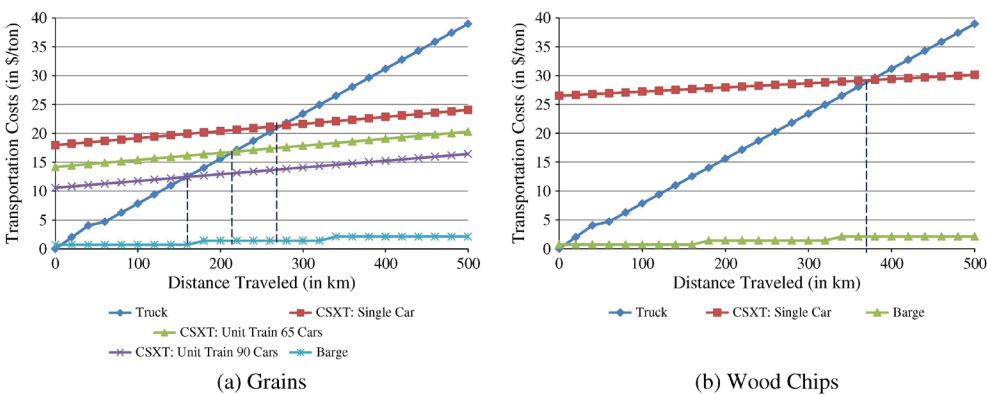 Transportation Costs (in $/ton)
40
35
30
25
20
15
10
5
0
0 100 200 300 400 500
Distance Traveled (in km)
Truck CSXT: Single Car
CSXT: Unit Train 65 Cars
CSXT: Unit Train 90 Cars Barge
(a) Grains
Transportation Costs (in $/ton)
40
35
30
25
20
15
10
5
0
0 100 200 300 400 500
Distance Traveled (in km)
Truck CSXT: Single Car Barge
(b) Wood Chips